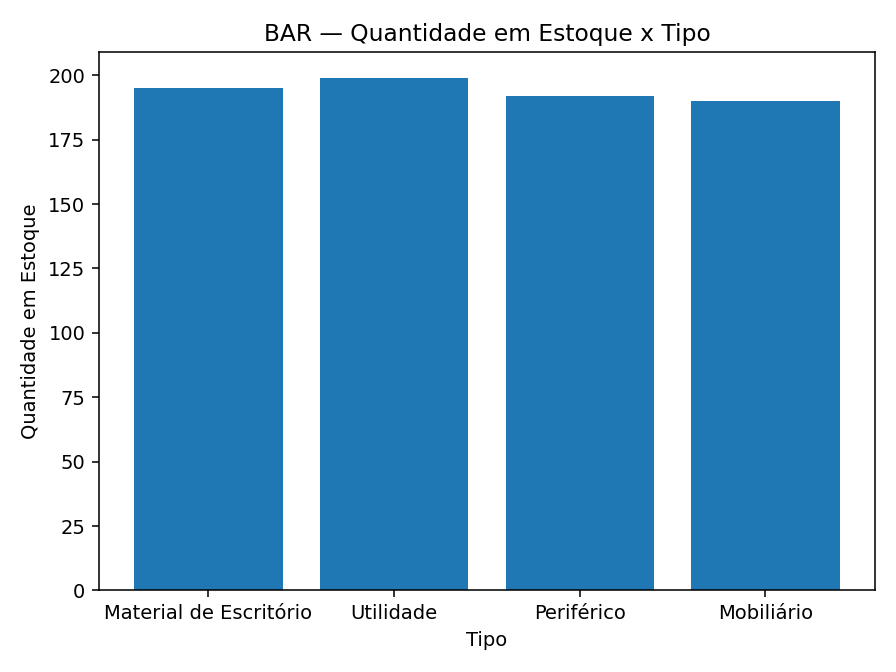 BAR — Quantidade em Estoque x Tipo
Quantidade em Estoque
200
175
150
125
100
75
50
25
0
Material de Escritório Utilidade Periférico Mobiliário
Tipo